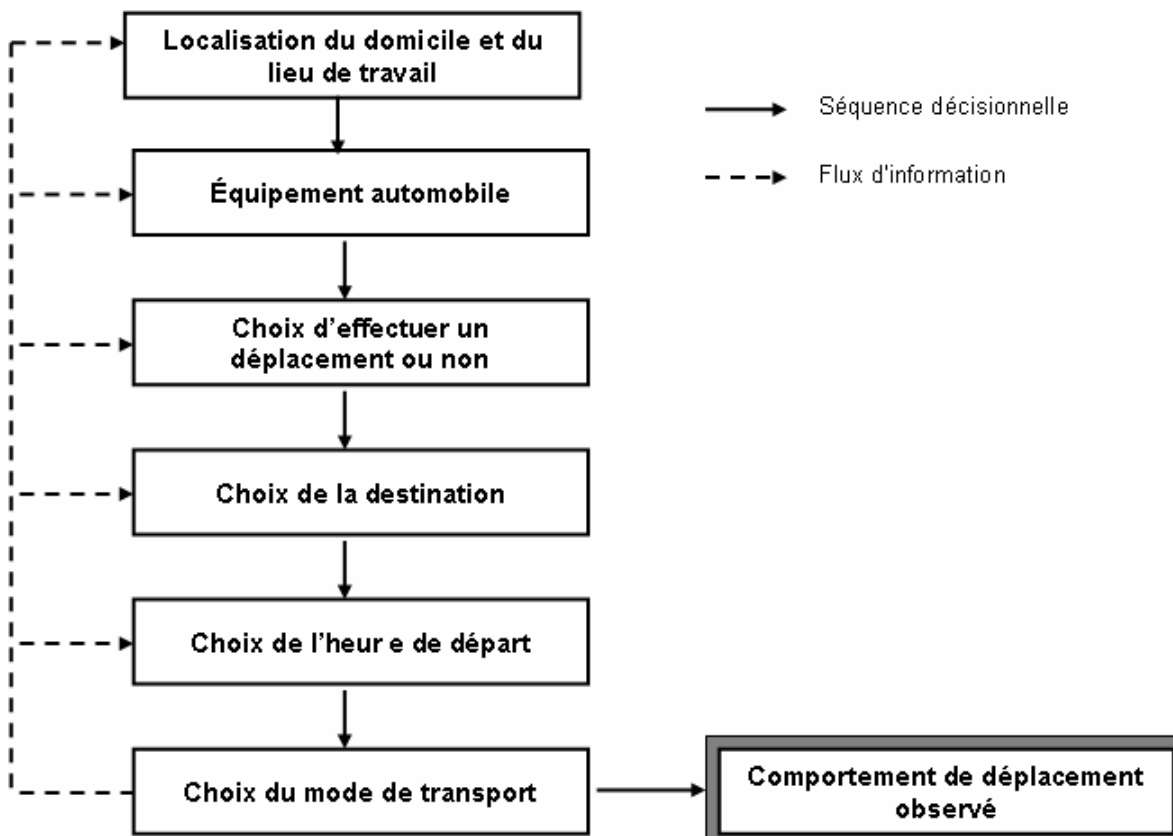 Localisation du domicile et du
lieu de travail
Séquence décisionnelle
Flux d'information
Équipement automobile
Choix d'effectuer un
déplacement ou non
Choix de la destination
Choix de l'heur e de départ
Choix du mode de transport
Comportement de déplacement
observé